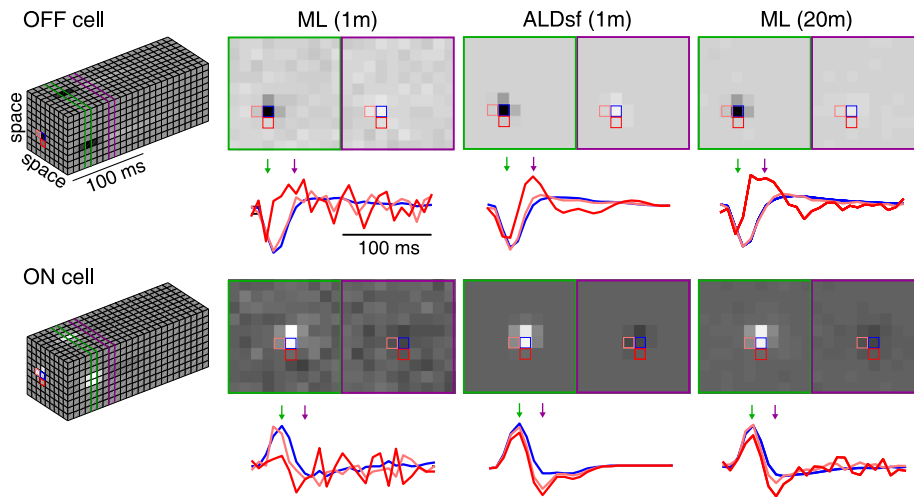 OFF cell
ML (1m)
ALDsf (1m)
ML (20m)
space
space
100 ms
100 ms
ON cell